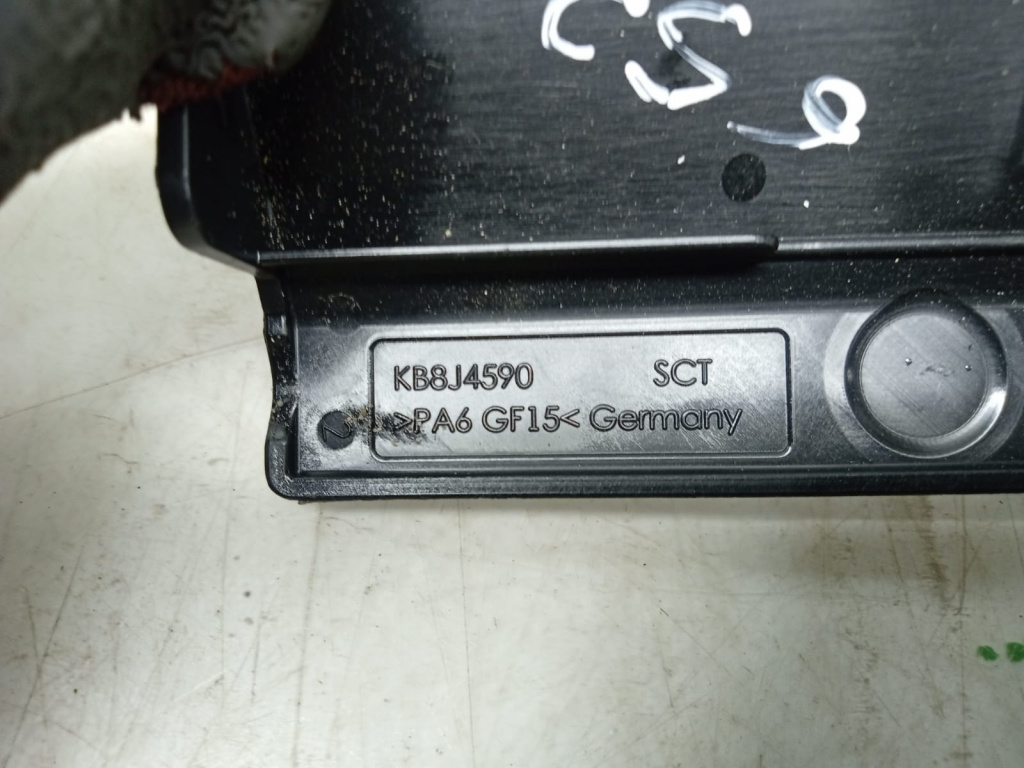 KB8J4590 SCT
>PA6 GF15< Germany